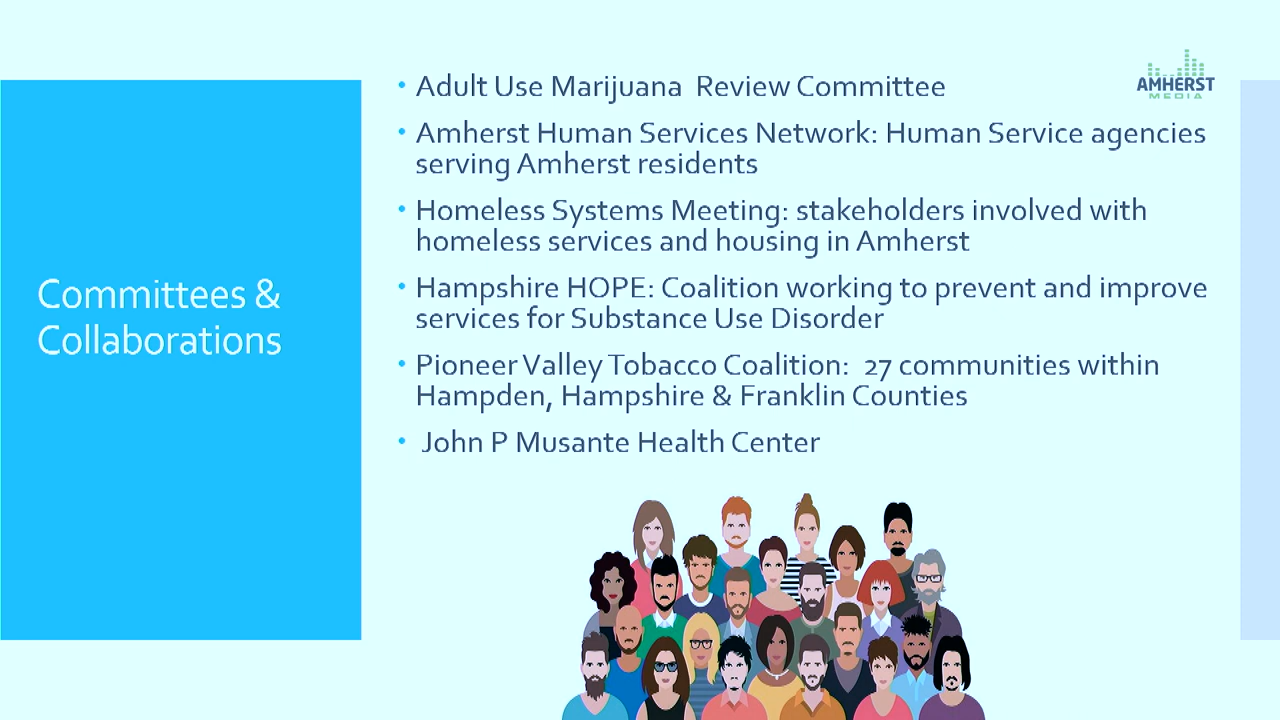 AMHERST
MEDIA
Committees &
Collaborations
• Adult Use Marijuana  Review Committee
• Amherst Human Services Network: Human Service agencies
serving Amherst residents
• Homeless Systems Meeting: stakeholders involved with
homeless services and housing in Amherst
• Hampshire HOPE: Coalition working to prevent and improve
services for Substance Use Disorder
• Pioneer Valley Tobacco Coalition:  27 communities within
Hampden, Hampshire & Franklin Counties
• John P Musante Health Center